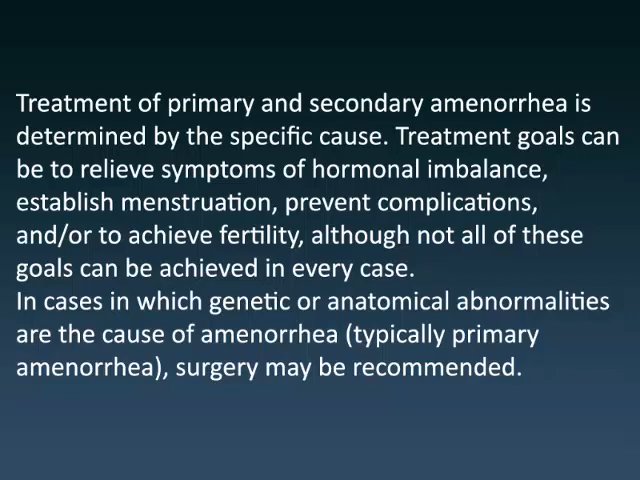 Treatment of primary and secondary amenorrhea is
determined by the specific cause. Treatment goals can
be to relieve symptoms of hormonal imbalance,
establish menstruation, prevent complications,
and/or to achieve fertility, although not all of these
goals can be achieved in every case.
In cases in which genetic or anatomical abnormalities
are the cause of amenorrhea (typically primary
amenorrhea), surgery may be recommended.